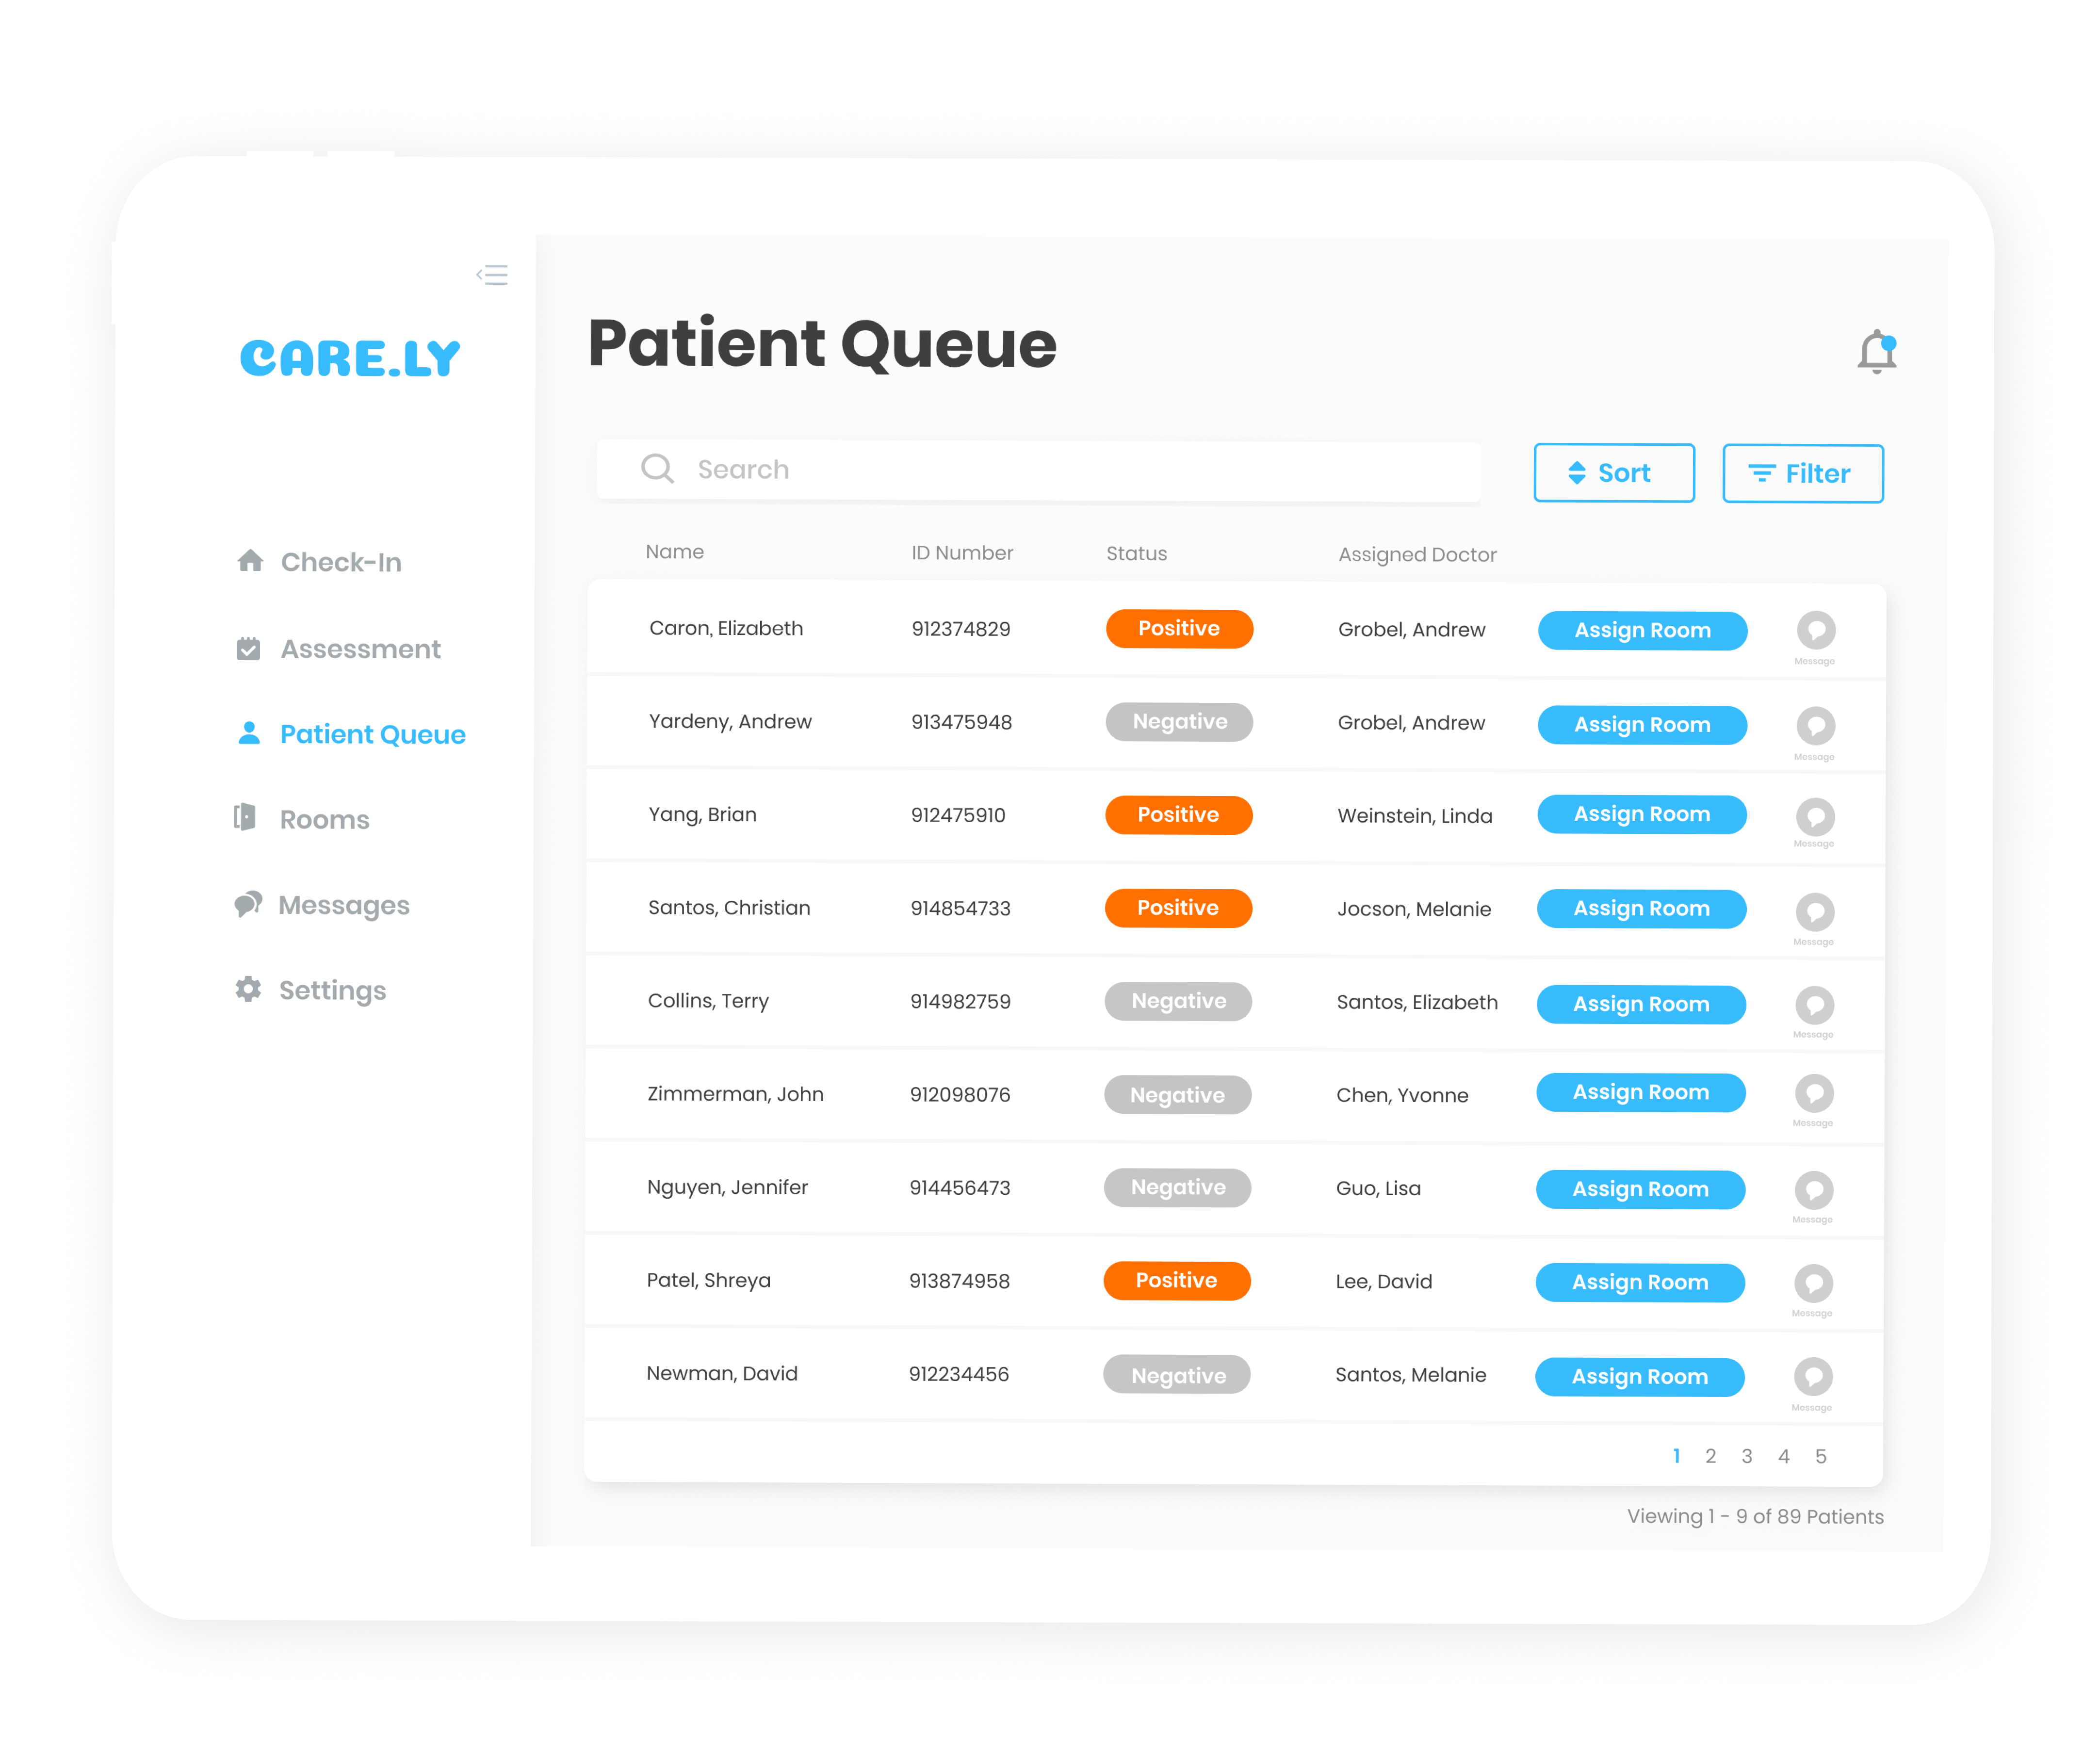 CARE.LY
Check-In
Assessment
Patient Queue
Rooms
Messages
Settings
Patient Queue
Search
Sort
Filter
Name ID Number Status Assigned Doctor
Caron, Elizabeth 912374829 Positive Grobel, Andrew Assign Room
Message
Yardeny, Andrew 913475948 Negative Grobel, Andrew Assign Room
Message
Yang, Brian 912475910 Positive Weinstein, Linda Assign Room
Message
Santos, Christian 914854733 Positive Jocson, Melanie Assign Room
Message
Collins, Terry 914982759 Negative Santos, Elizabeth Assign Room
Message
Zimmerman, John 912098076 Negative Chen, Yvonne Assign Room
Message
Nguyen, Jennifer 914456473 Negative Guo, Lisa Assign Room
Message
Patel, Shreya 913874958 Positive Lee, David Assign Room
Message
Newman, David 912234456 Negative Santos, Melanie Assign Room
Message
1 2 3 4 5
Viewing 1 - 9 of 89 Patients